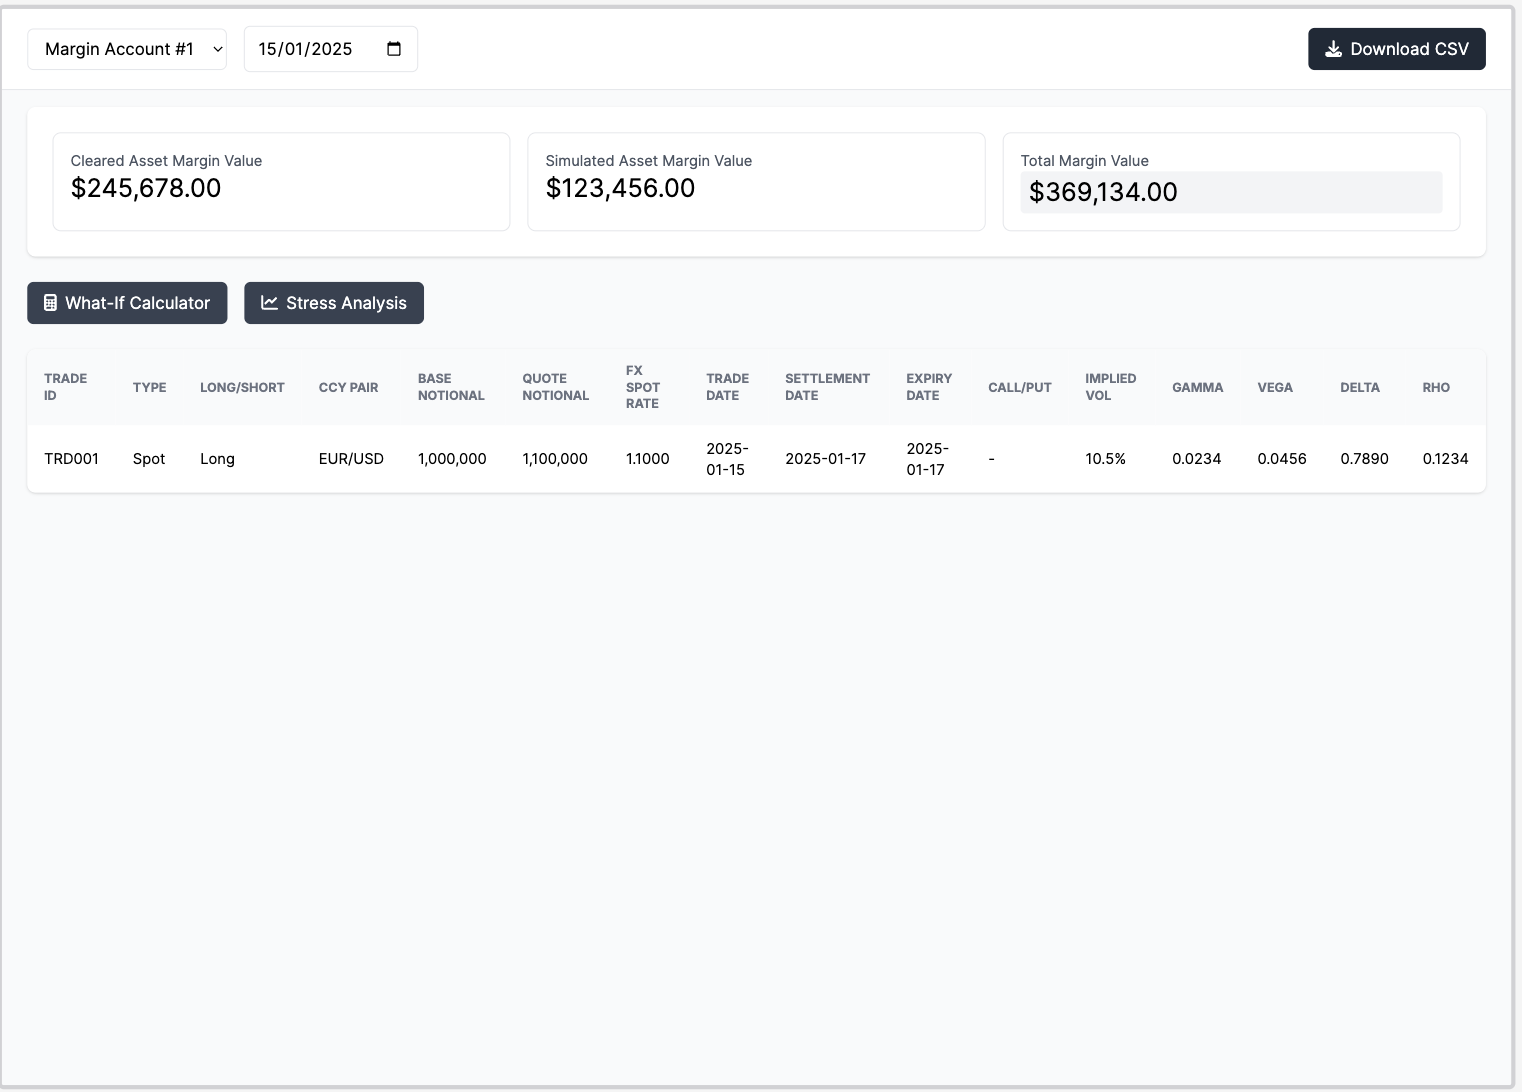 Margin Account #1
15/01/2025
Download CSV
Cleared Asset Margin Value
$245,678.00
Simulated Asset Margin Value
$123,456.00
Total Margin Value
$369,134.00
What-If Calculator
Stress Analysis
TRADE ID TYPE LONG/SHORT CCY PAIR BASE NOTIONAL QUOTE NOTIONAL FX SPOT RATE TRADE DATE SETTLEMENT DATE EXPIRY DATE CALL/PUT IMPLIED VOL GAMMA VEGA DELTA RHO
TRD001 Spot Long EUR/USD 1,000,000 1,100,000 1.1000 2025-01-15 2025-01-17 2025-01-17 - 10.5% 0.0234 0.0456 0.7890 0.1234